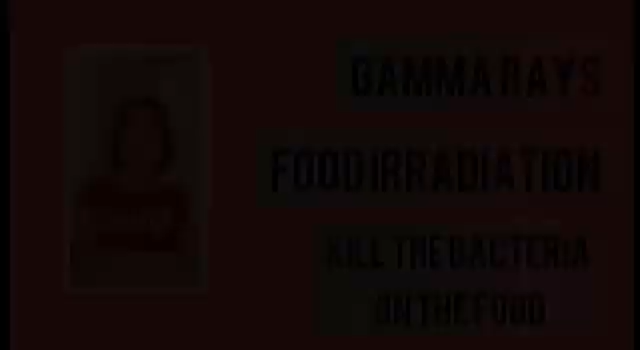 GAMMA RAYS
FOOD IRRADIATION
KILL THE BACTERIA
ON THE FOOD